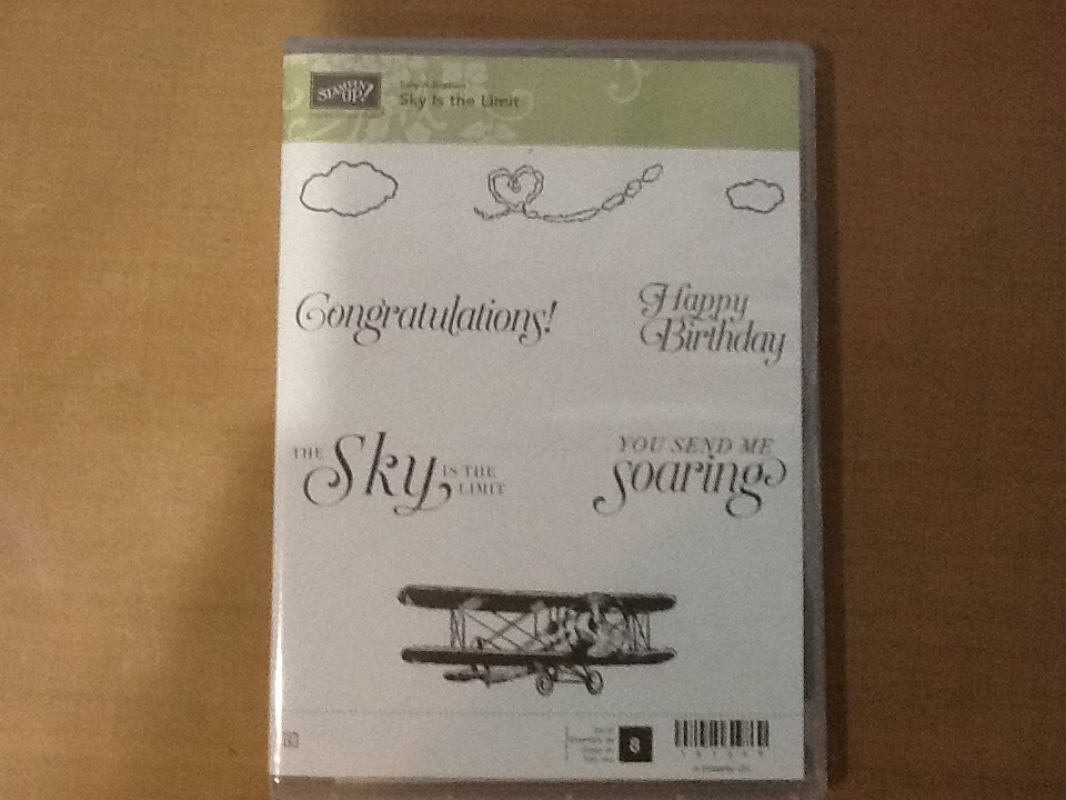 STAMPIN' UP!
Sky Is the Limit
Congratulations!
Happy
Birthday
THE Sky IS THE
LIMIT
YOU SEND ME
soaring
8